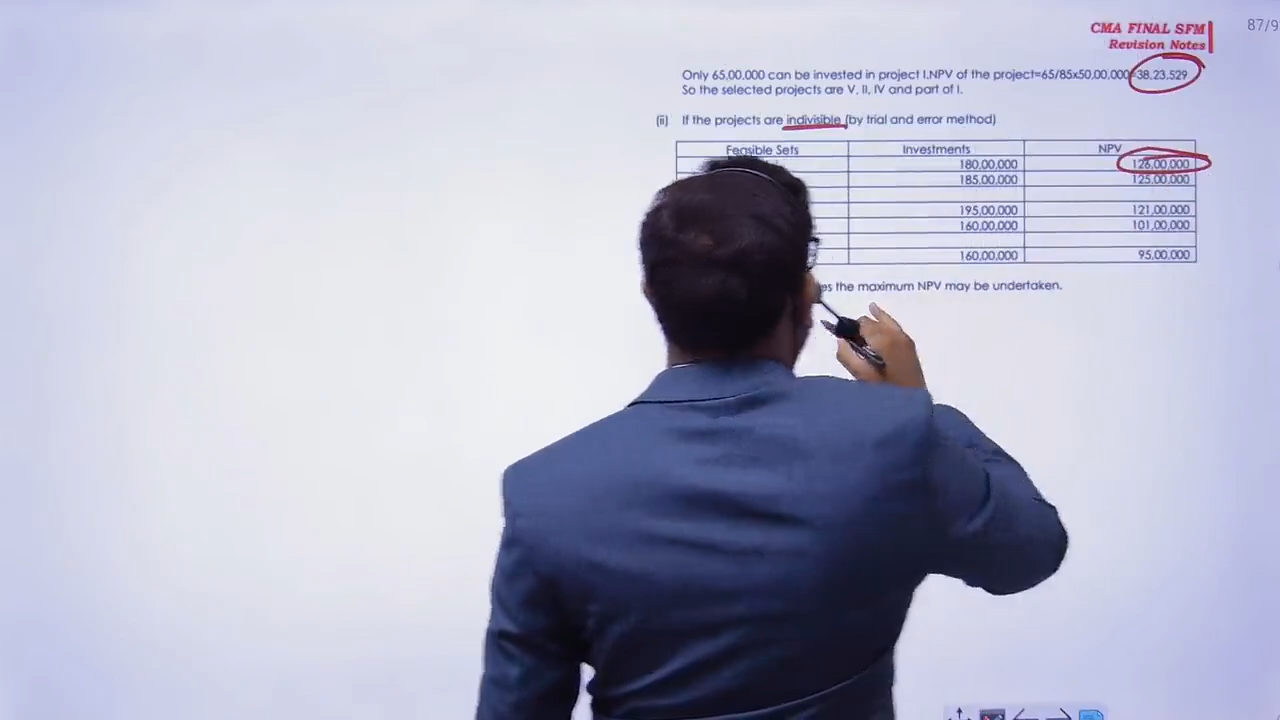 CMA FINAL SFM
87/9
Revision Notes
Only 65,00,000 can be invested in project I.NPV of the project=65/85x50,00,000=38,23,529
So the selected projects are V, II, IV and part of I.
(ii) If the projects are indivisible (by trial and error method)
Feasible Sets Investments NPV
180,00,000 126,00,000
185,00,000 125,00,000
195,00,000 121,00,000
160,00,000 101,00,000
160,00,000 95,00,000
es the maximum NPV may be undertaken.